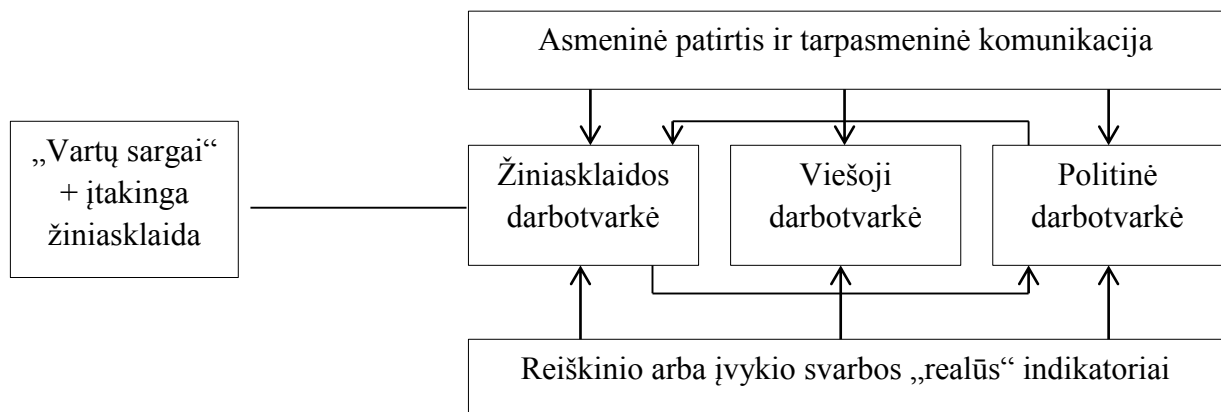 Asmeninė patirtis ir tarpasmeninė komunikacija
„Vartų sargai“
+ įtakinga
žiniasklaida
Žiniasklaidos
darbotvarkė
Viešoji
darbotvarkė
Politinė
darbotvarkė
Reiškinio arba įvykio svarbos „realūs“ indikatoriai